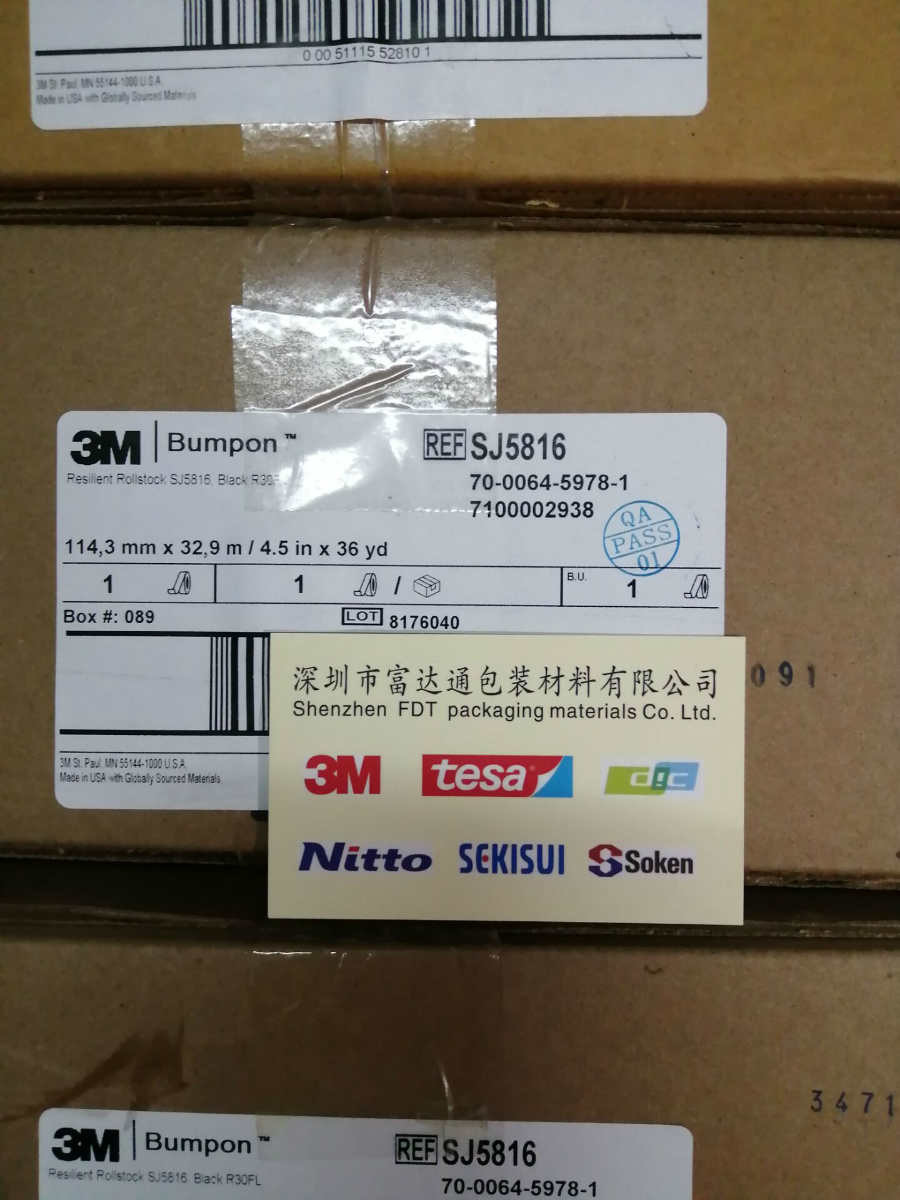 0 00 51115 52810 1
3M St. Paul, MN 55144-1000 U.S.A.
Made in USA with Globally Sourced Materials
3M Bumpon™
REF SJ5816
Resilient Rollstock SJ5816, Black R30F
70-0064-5978-1
7100002938
QA
PASS
01
114,3 mm x 32,9 m / 4.5 in x 36 yd
1 1 / B.U. 1
Box #: 089 LOT 8176040
091
3M St. Paul, MN 55144-1000 U.S.A.
Made in USA with Globally Sourced Materials
深圳市富达通包装材料有限公司
Shenzhen FDT packaging materials Co. Ltd.
3M tesa dic
Nitto SEKISUI Soken
3471
3M Bumpon™
REF SJ5816
Resilient Rollstock SJ5816, Black R30FL
70-0064-5978-1